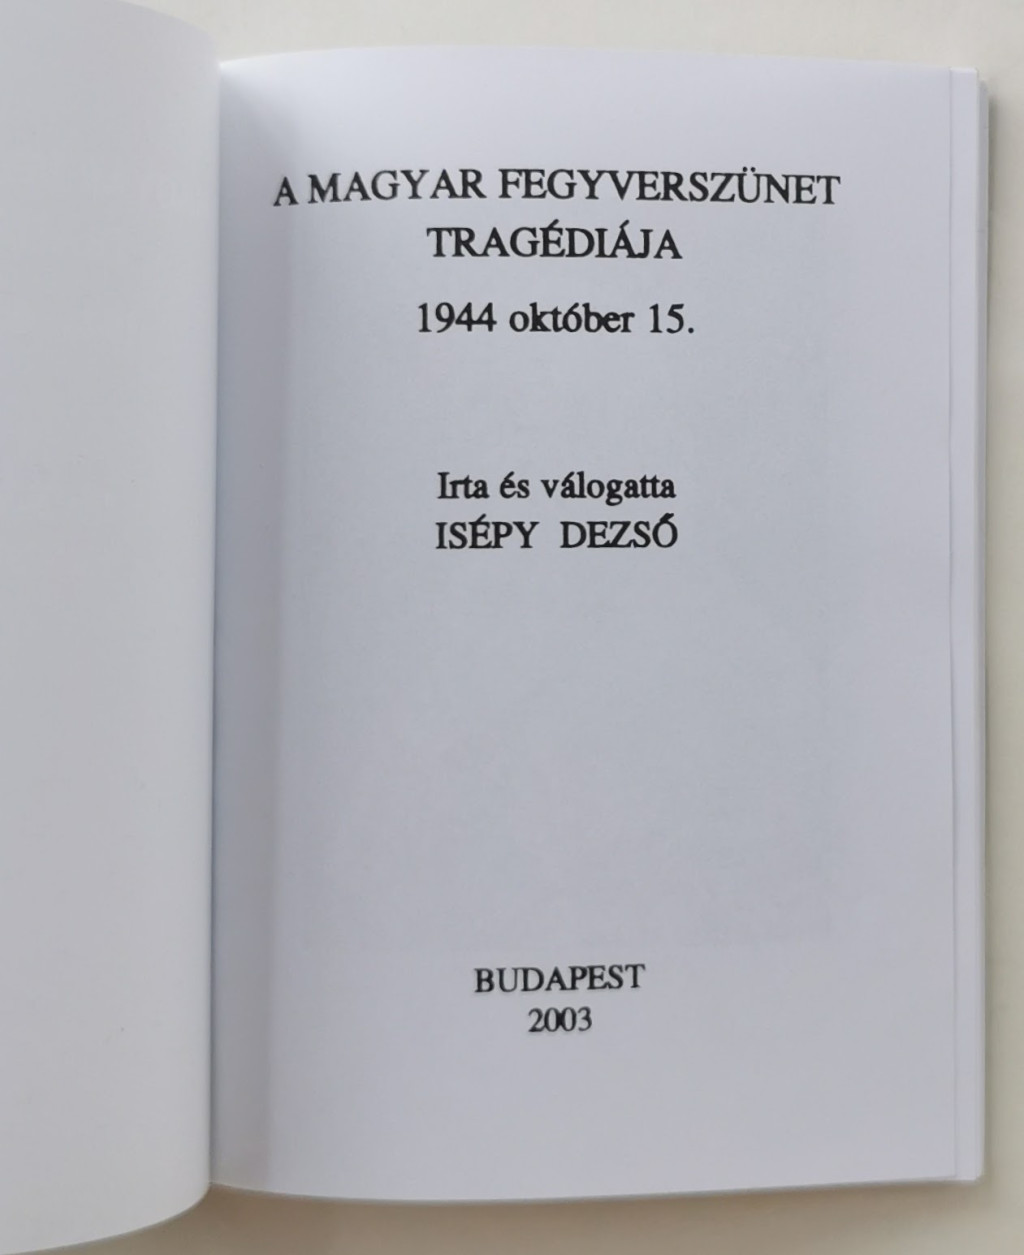 A MAGYAR FEGYVERSZÜNET
TRAGÉDIÁJA
1944 október 15.
Irta és válogatta
ISÉPY DEZSŐ
BUDAPEST
2003